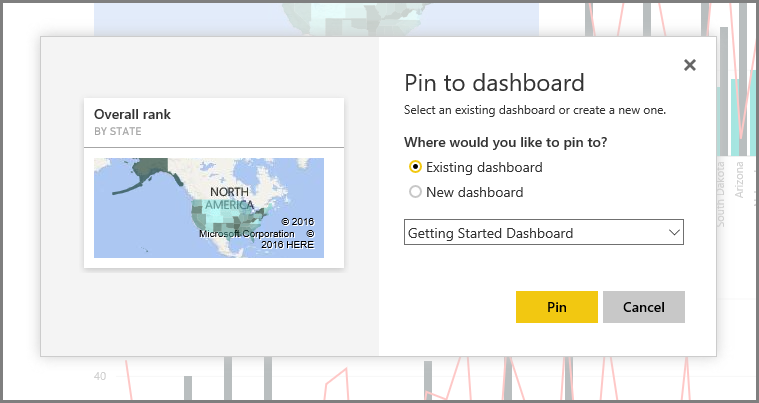 Overall rank
BY STATE
NORTH
AMERICA
© 2016
Microsoft Corporation ©
2016 HERE
Pin to dashboard
Select an existing dashboard or create a new one.
Where would you like to pin to?
Existing dashboard
New dashboard
Getting Started Dashboard
Pin
Cancel
South Dakota
Arizona
40